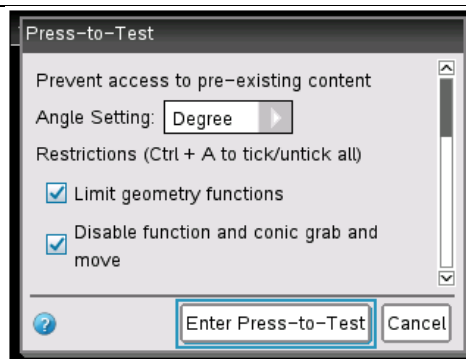 Press-to-Test
Prevent access to pre-existing content
Angle Setting: Degree
Restrictions (Ctrl + A to tick/untick all)
Limit geometry functions
Disable function and conic grab and
move
? Enter Press-to-Test Cancel